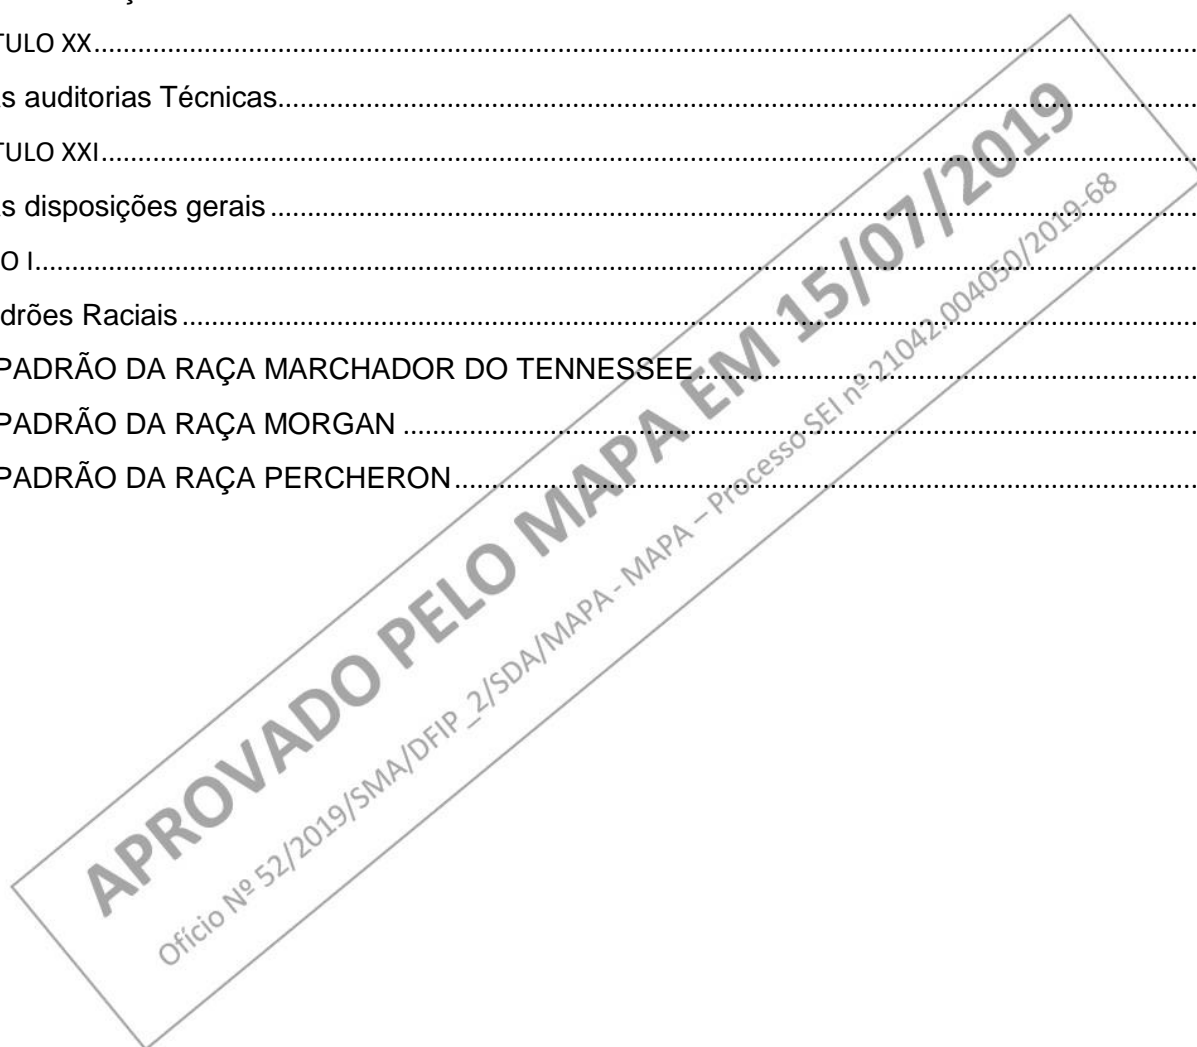 TULO XX
s auditorias Técnicas
TULO XXI
s disposições gerais
O I
drões Raciais
PADRÃO DA RAÇA MARCHADOR DO TENNESSEE
PADRÃO DA RAÇA MORGAN
PADRÃO DA RAÇA PERCHERON
APROVADO PELO MAPA EM 15/07/2019
Ofício Nº 52/2019/SMA/DFIP_2/SDA/MAPA - MAPA – Processo SEI nº 21042.004050/2019-68